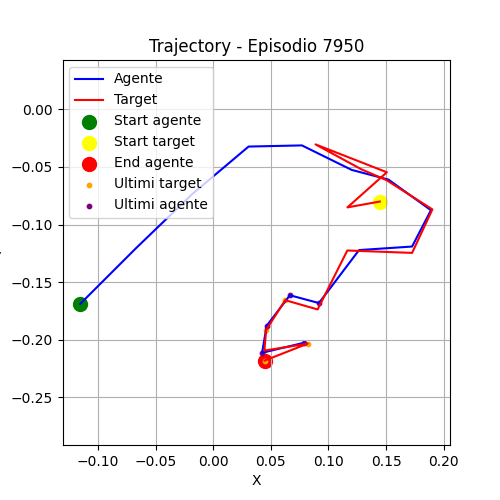 Trajectory - Episodio 7950
Agente
Target
Start agente
Start target
End agente
Ultimi target
Ultimi agente
0.00
−0.05
−0.10
−0.15
−0.20
−0.25
−0.10
−0.05
0.00
0.05
0.10
0.15
0.20
X